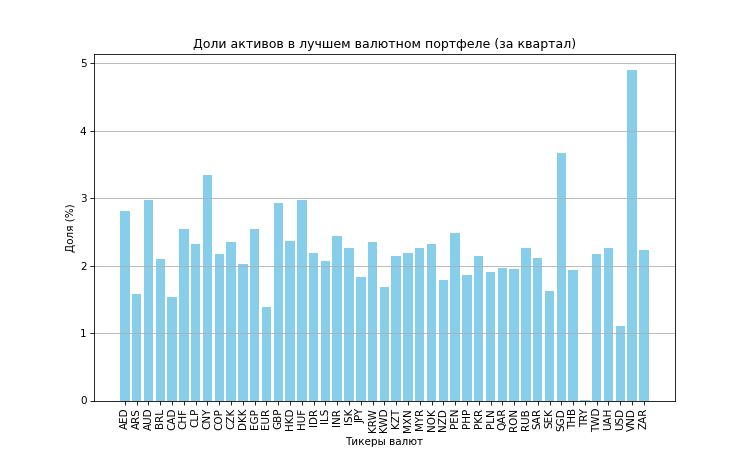 Доли активов в лучшем валютном портфеле (за квартал)
5
4
3
2
1
0
Доля (%)
AED ARS AUD BRL CAD CHF CLP CNY COP CZK DKK EGP EUR GBP HKD HUF IDR ILS INR ISK JPY KRW KWD KZT MXN MYR NOK NZD PEN PHP PKR PLN QAR RON RUB SAR SEK SGD THB TRY TWD UAH USD VND ZAR
Тикеры валют